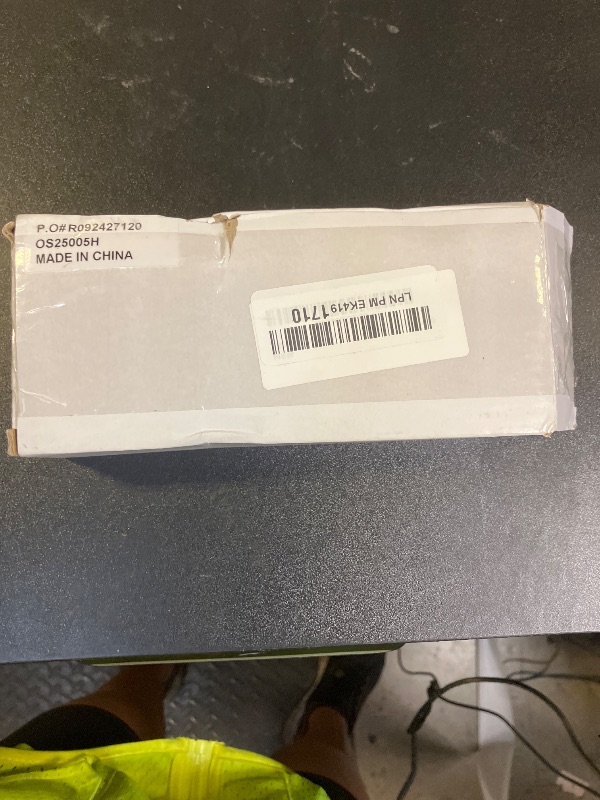 P.O# R092427120
OS25005H
MADE IN CHINA
LPN PM EK4191710